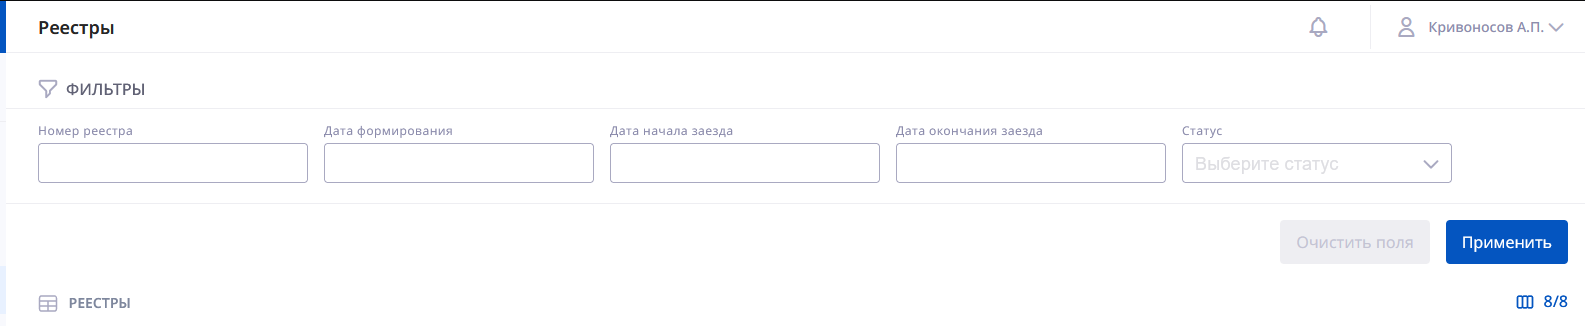 Реестры
Кривоносов А.П.
ФИЛЬТРЫ
Номер реестра
Дата формирования
Дата начала заезда
Дата окончания заезда
Статус
Выберите статус
Очистить поля
Применить
РЕЕСТРЫ
8/8